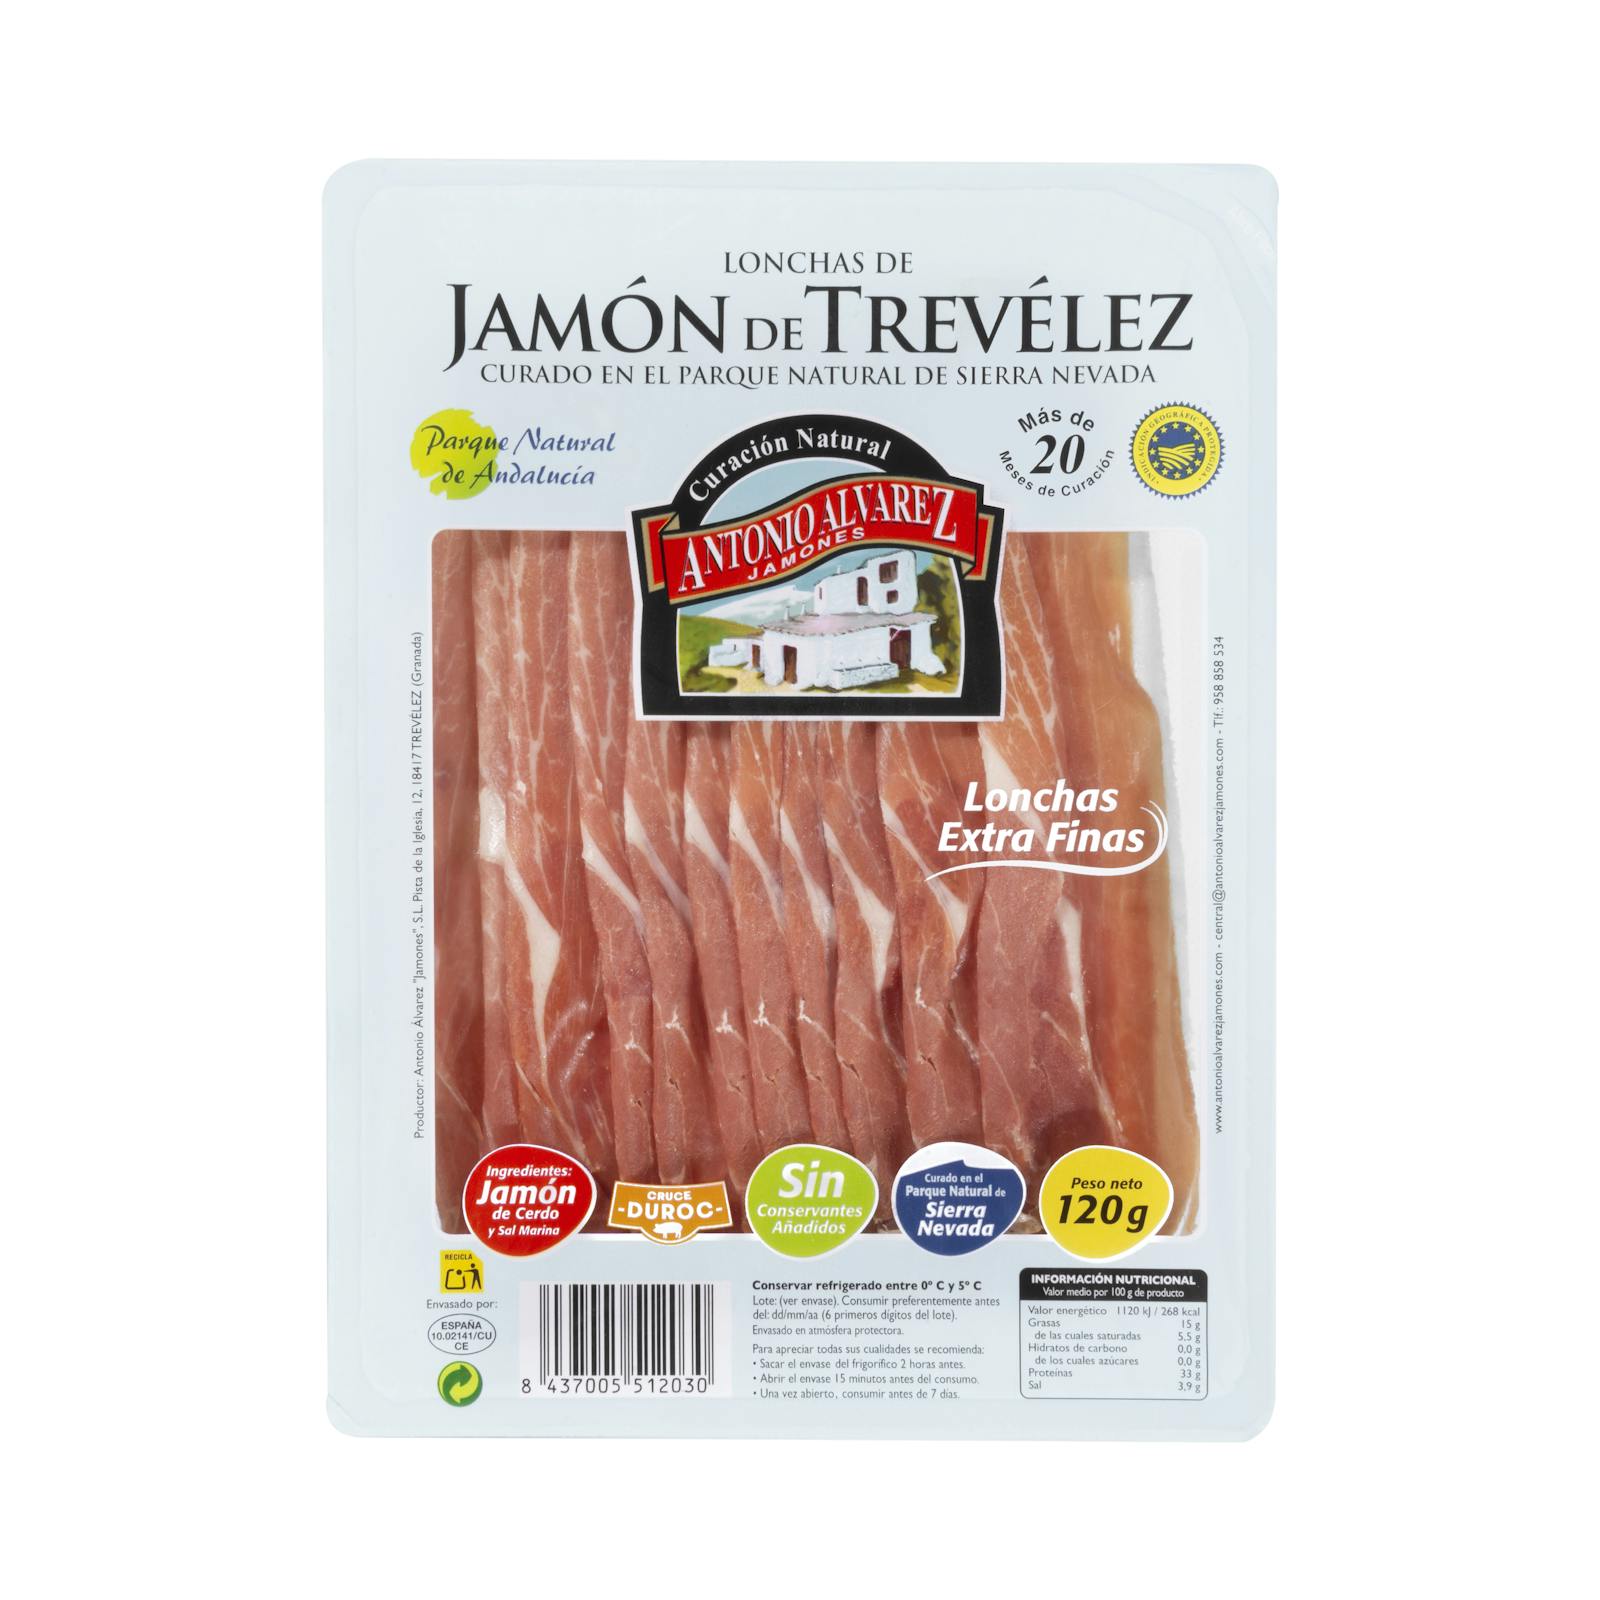 LONCHAS DE
JAMÓN DE TREVÉLEZ
CURADO EN EL PARQUE NATURAL DE SIERRA NEVADA
Parque Natural
de Andalucía
Curación Natural
ANTONIO ALVAREZ
JAMONES
Más de
20
Meses de Curación
INDICACIÓN GEOGRÁFICA PROTEGIDA
Productor: Antonio Álvarez "Jamones", S.L. Pista de la Iglesia, 12, 18417 TREVÉLEZ (Granada)
www.antonioalvarezjamones.com - central@antonioalvarezjamones.com - Tlf.: 958 858 534
Lonchas
Extra Finas
Ingredientes:
Jamón
de Cerdo
y Sal Marina
CRUCE
-DUROC-
Sin
Conservantes
Añadidos
Curado en el
Parque Natural de
Sierra
Nevada
Peso neto
120 g
RECICLA
Envasado por:
ESPAÑA
10.02141/CU
CE
8 437005 512030
Conservar refrigerado entre 0º C y 5º C
Lote: (ver envase). Consumir preferentemente antes
del: dd/mm/aa (6 primeros dígitos del lote).
Envasado en atmósfera protectora.
Para apreciar todas sus cualidades se recomienda:
• Sacar el envase del frigorífico 2 horas antes.
• Abrir el envase 15 minutos antes del consumo.
• Una vez abierto, consumir antes de 7 días.
INFORMACIÓN NUTRICIONAL
Valor medio por 100 g de producto
Valor energético 1120 kJ / 268 kcal
Grasas 15 g
de las cuales saturadas 5,5 g
Hidratos de carbono 0,0 g
de los cuales azúcares 0,0 g
Proteínas 33 g
Sal 3,9 g